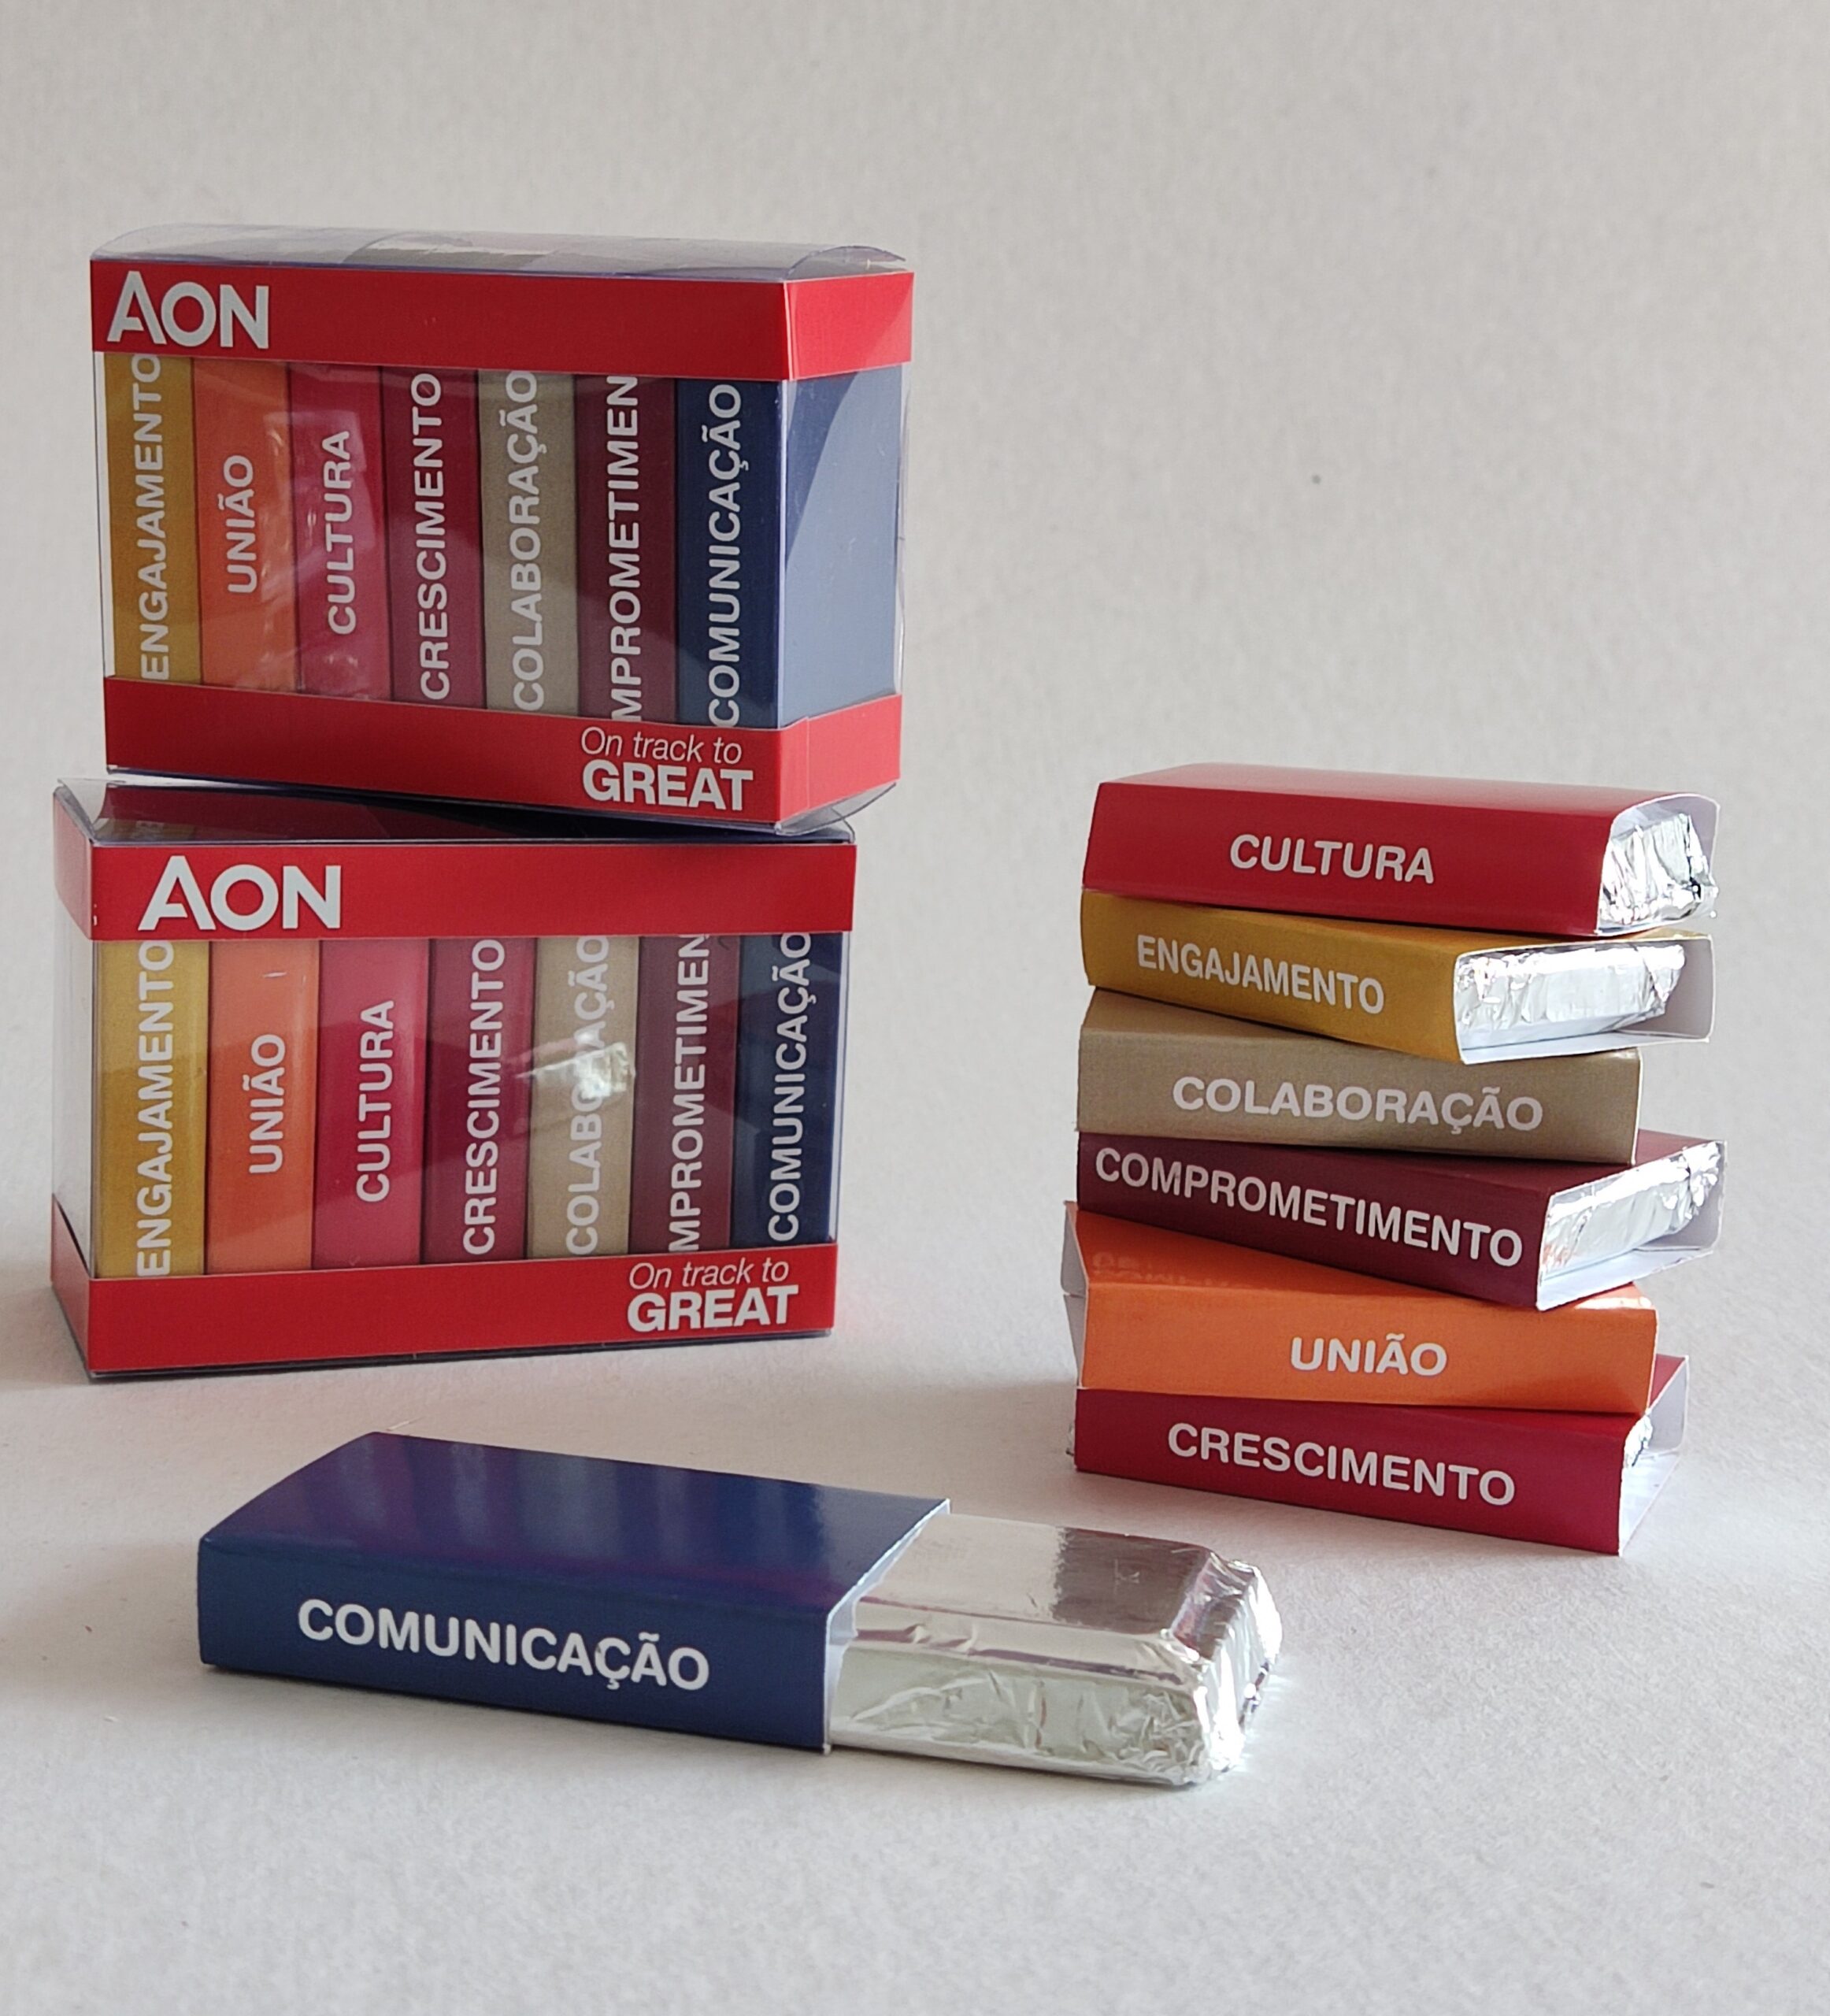 AON
ENGAJAMENTO
UNIÃO
CULTURA
CRESCIMENTO
COLABORAÇÃO
MPROMETIMEN
COMUNICAÇÃO
On track to
GREAT
AON
ENGAJAMENTO
UNIÃO
CULTURA
CRESCIMENTO
COLABORAÇÃO
MPROMETIMEN
COMUNICAÇÃO
On track to
GREAT
CULTURA
ENGAJAMENTO
COLABORAÇÃO
COMPROMETIMENTO
UNIÃO
CRESCIMENTO
COMUNICAÇÃO